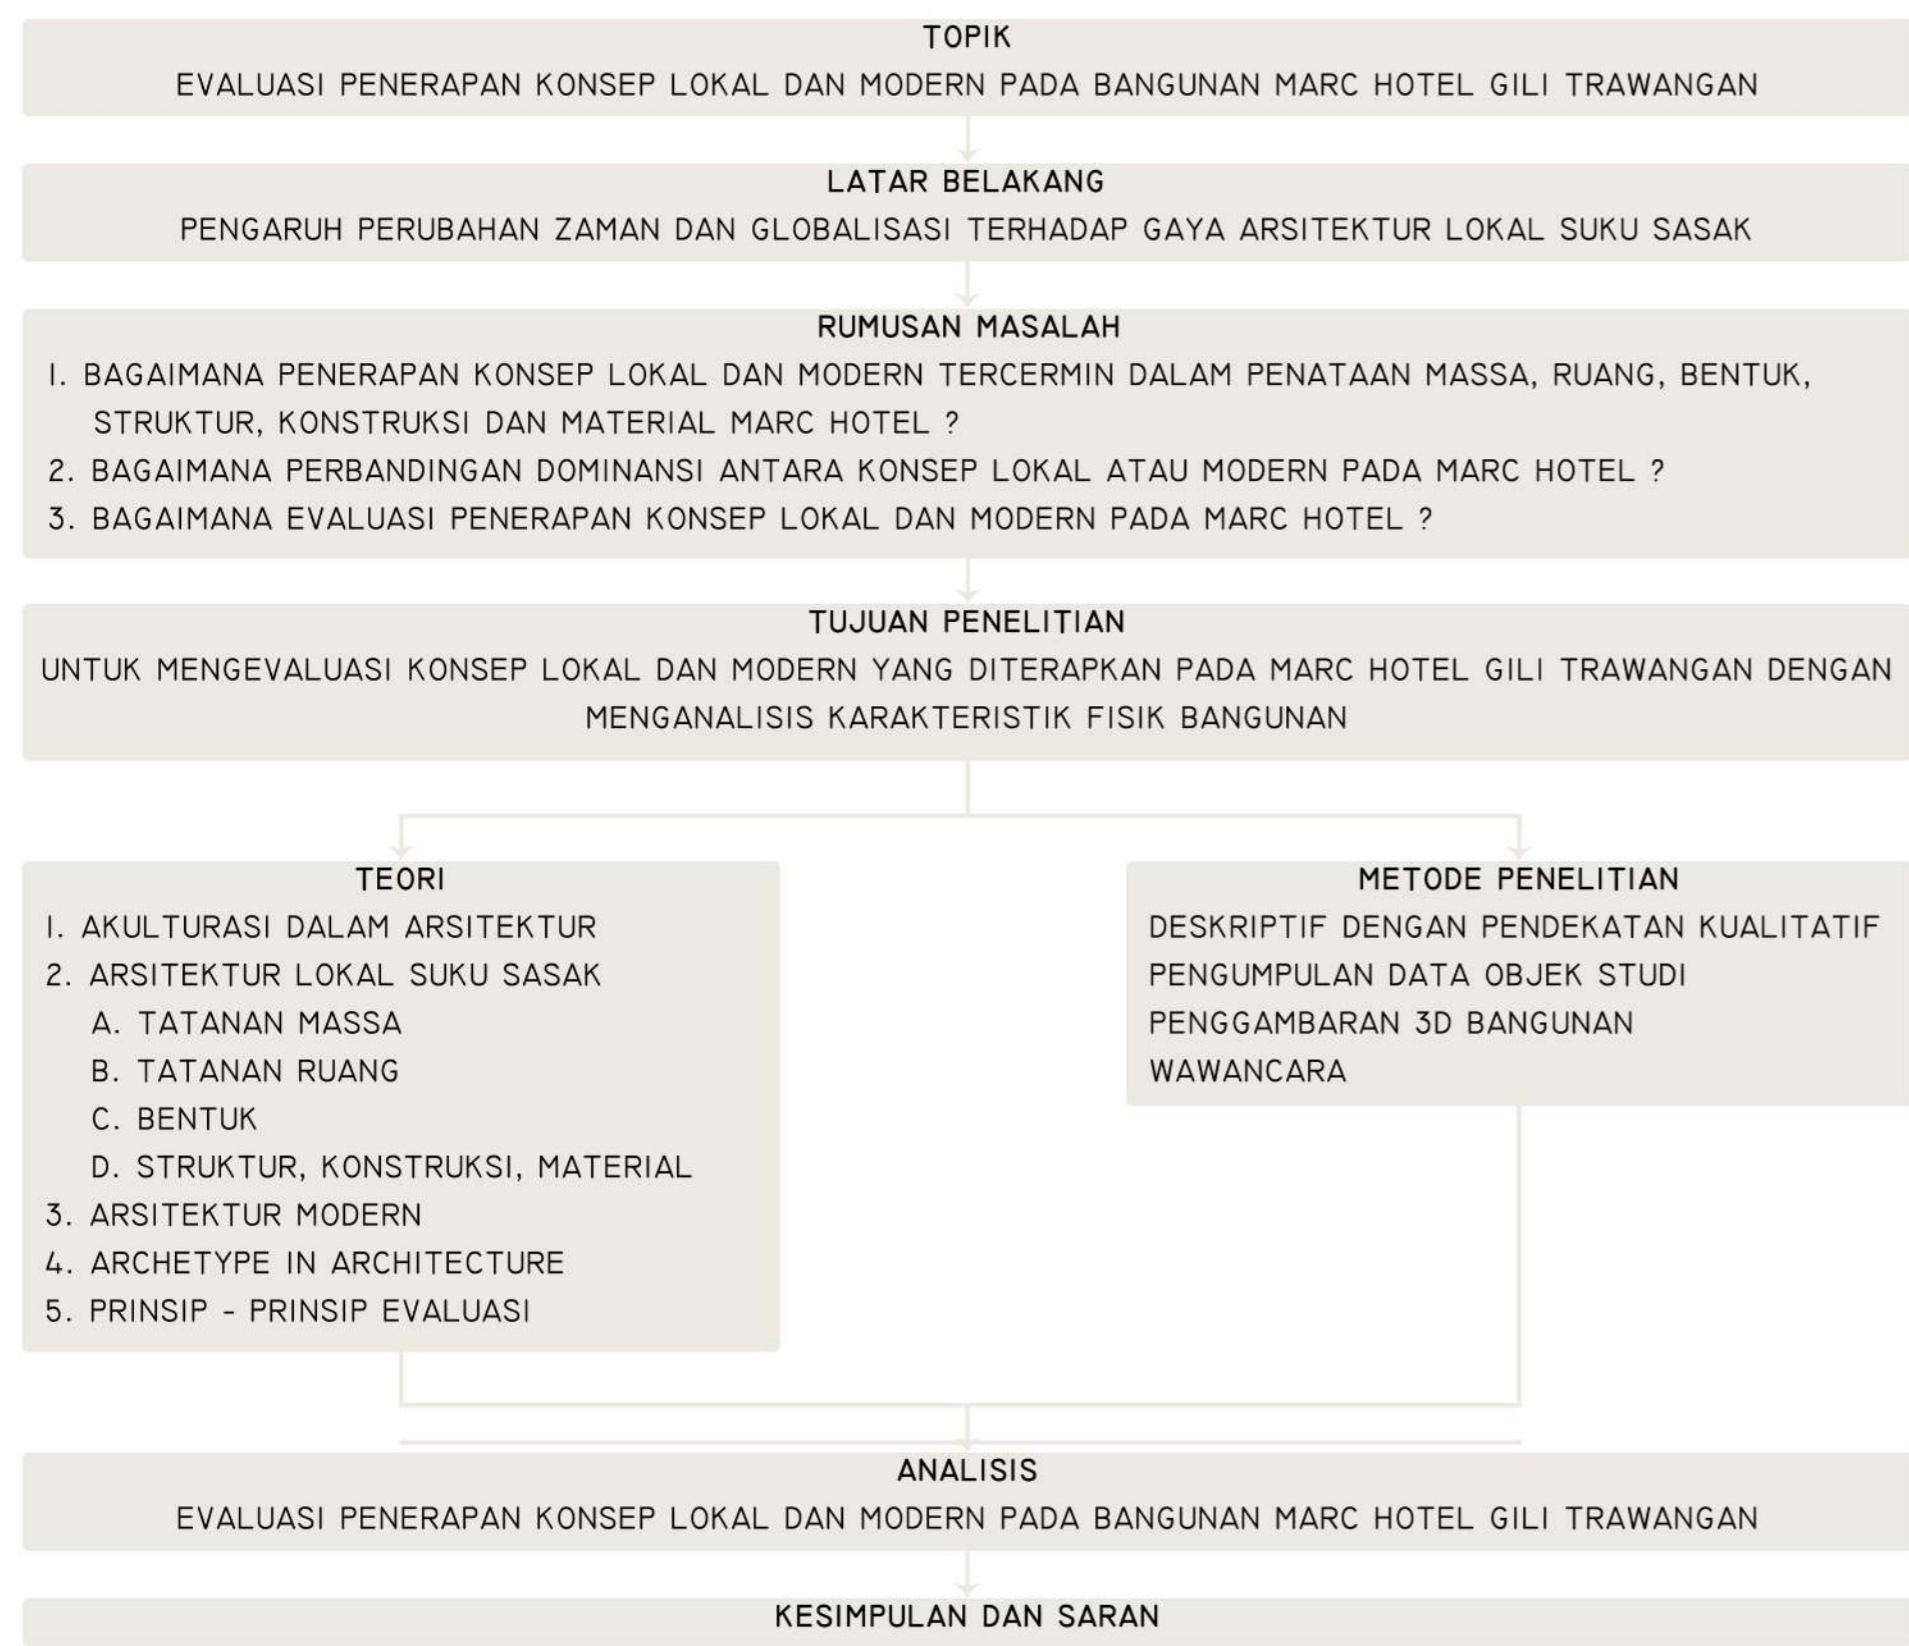 TOPIK
EVALUASI PENERAPAN KONSEP LOKAL DAN MODERN PADA BANGUNAN MARC HOTEL GILI TRAWANGAN
LATAR BELAKANG
PENGARUH PERUBAHAN ZAMAN DAN GLOBALISASI TERHADAP GAYA ARSITEKTUR LOKAL SUKU SASAK
RUMUSAN MASALAH
1. BAGAIMANA PENERAPAN KONSEP LOKAL DAN MODERN TERCERMIN DALAM PENATAAN MASSA, RUANG, BENTUK,
STRUKTUR, KONSTRUKSI DAN MATERIAL MARC HOTEL ?
2. BAGAIMANA PERBANDINGAN DOMINANSI ANTARA KONSEP LOKAL ATAU MODERN PADA MARC HOTEL ?
3. BAGAIMANA EVALUASI PENERAPAN KONSEP LOKAL DAN MODERN PADA MARC HOTEL ?
TUJUAN PENELITIAN
UNTUK MENGEVALUASI KONSEP LOKAL DAN MODERN YANG DITERAPKAN PADA MARC HOTEL GILI TRAWANGAN DENGAN
MENGANALISIS KARAKTERISTIK FISIK BANGUNAN
TEORI
1. AKULTURASI DALAM ARSITEKTUR
2. ARSITEKTUR LOKAL SUKU SASAK
A. TATANAN MASSA
B. TATANAN RUANG
C. BENTUK
D. STRUKTUR, KONSTRUKSI, MATERIAL
3. ARSITEKTUR MODERN
4. ARCHETYPE IN ARCHITECTURE
5. PRINSIP - PRINSIP EVALUASI
METODE PENELITIAN
DESKRIPTIF DENGAN PENDEKATAN KUALITATIF
PENGUMPULAN DATA OBJEK STUDI
PENGGAMBARAN 3D BANGUNAN
WAWANCARA
ANALISIS
EVALUASI PENERAPAN KONSEP LOKAL DAN MODERN PADA BANGUNAN MARC HOTEL GILI TRAWANGAN
KESIMPULAN DAN SARAN